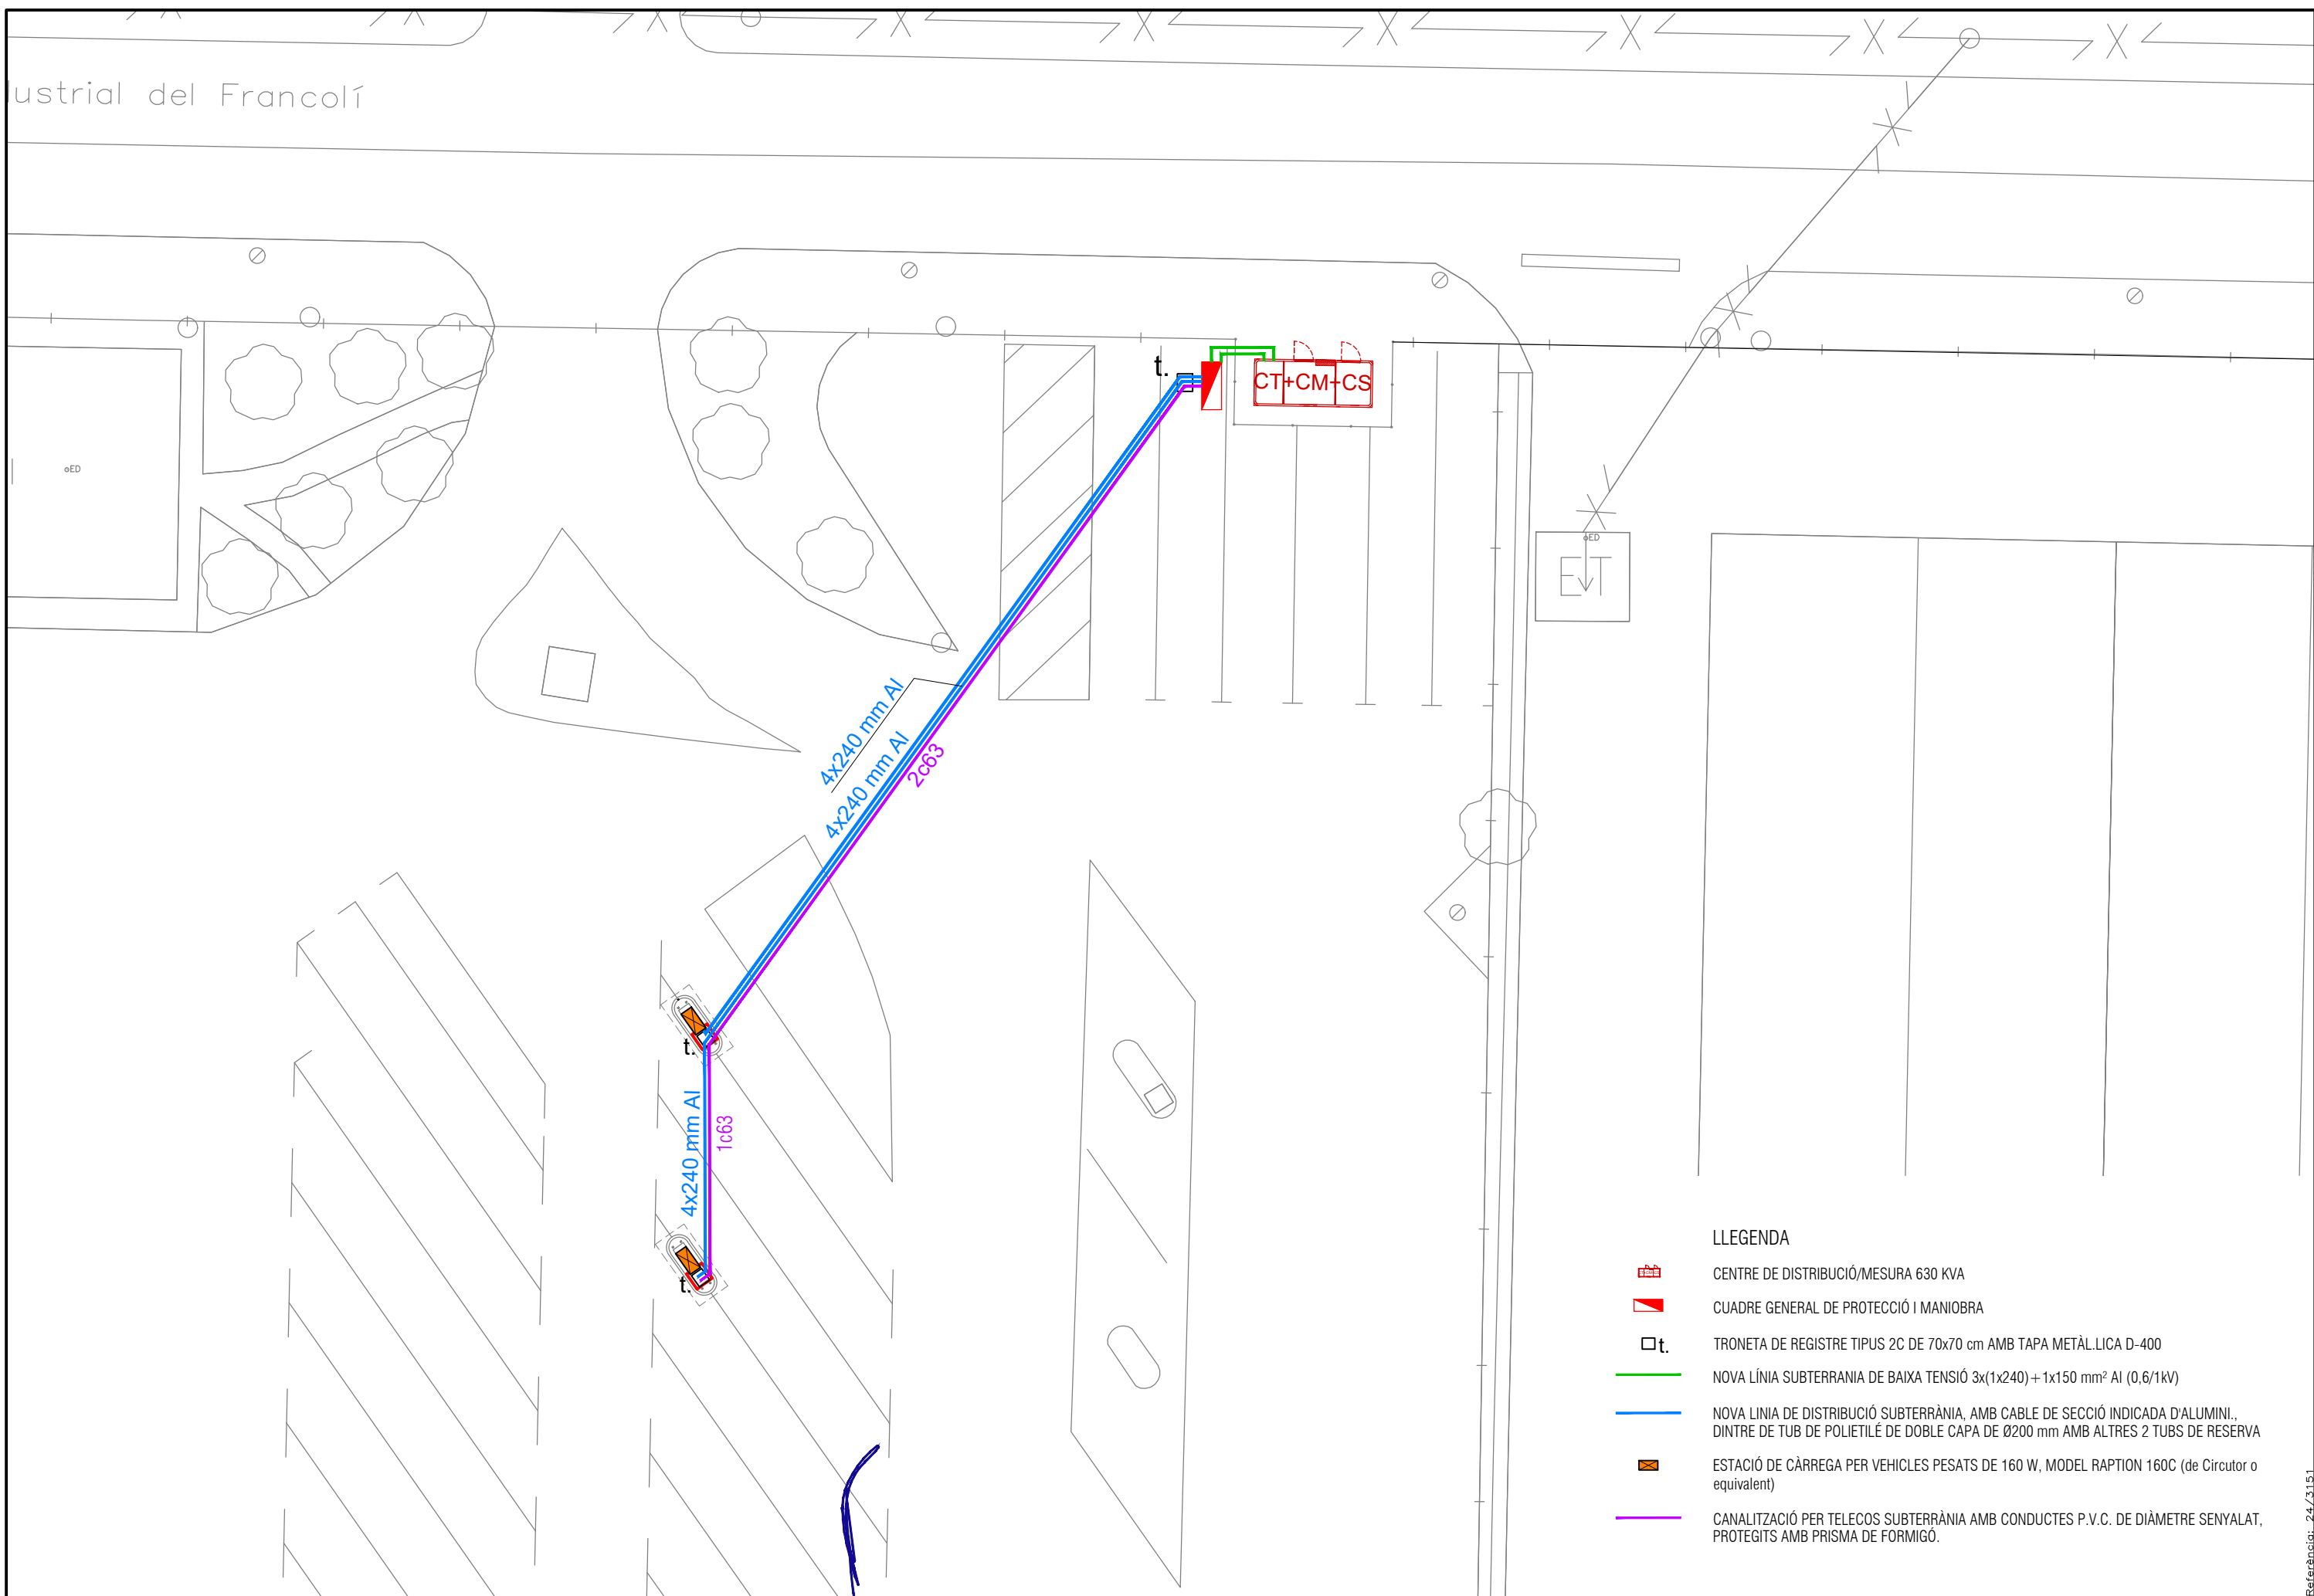 ustrial del Francolí
t.
CT+CM+CS
oED
oED
ET
4x240 mm Al
4x240 mm Al
2c63
t.
4x240 mm Al
1c63
t.
LLEGENDA
CENTRE DE DISTRIBUCIÓ/MESURA 630 KVA
CUADRE GENERAL DE PROTECCIÓ I MANIOBRA
t.
TRONETA DE REGISTRE TIPUS 2C DE 70x70 cm AMB TAPA METÀL.LICA D-400
NOVA LÍNIA SUBTERRANIA DE BAIXA TENSIÓ 3x(1x240)+1x150 mm² Al (0,6/1kV)
NOVA LINIA DE DISTRIBUCIÓ SUBTERRÀNIA, AMB CABLE DE SECCIÓ INDICADA D'ALUMINI.,
DINTRE DE TUB DE POLIETILÉ DE DOBLE CAPA DE Ø200 mm AMB ALTRES 2 TUBS DE RESERVA
ESTACIÓ DE CÀRREGA PER VEHICLES PESATS DE 160 W, MODEL RAPTION 160C (de Circutor o
equivalent)
CANALITZACIÓ PER TELECOS SUBTERRÀNIA AMB CONDUCTES P.V.C. DE DIÀMETRE SENYALAT,
PROTEGITS AMB PRISMA DE FORMIGÓ.
Referència: 24/3151